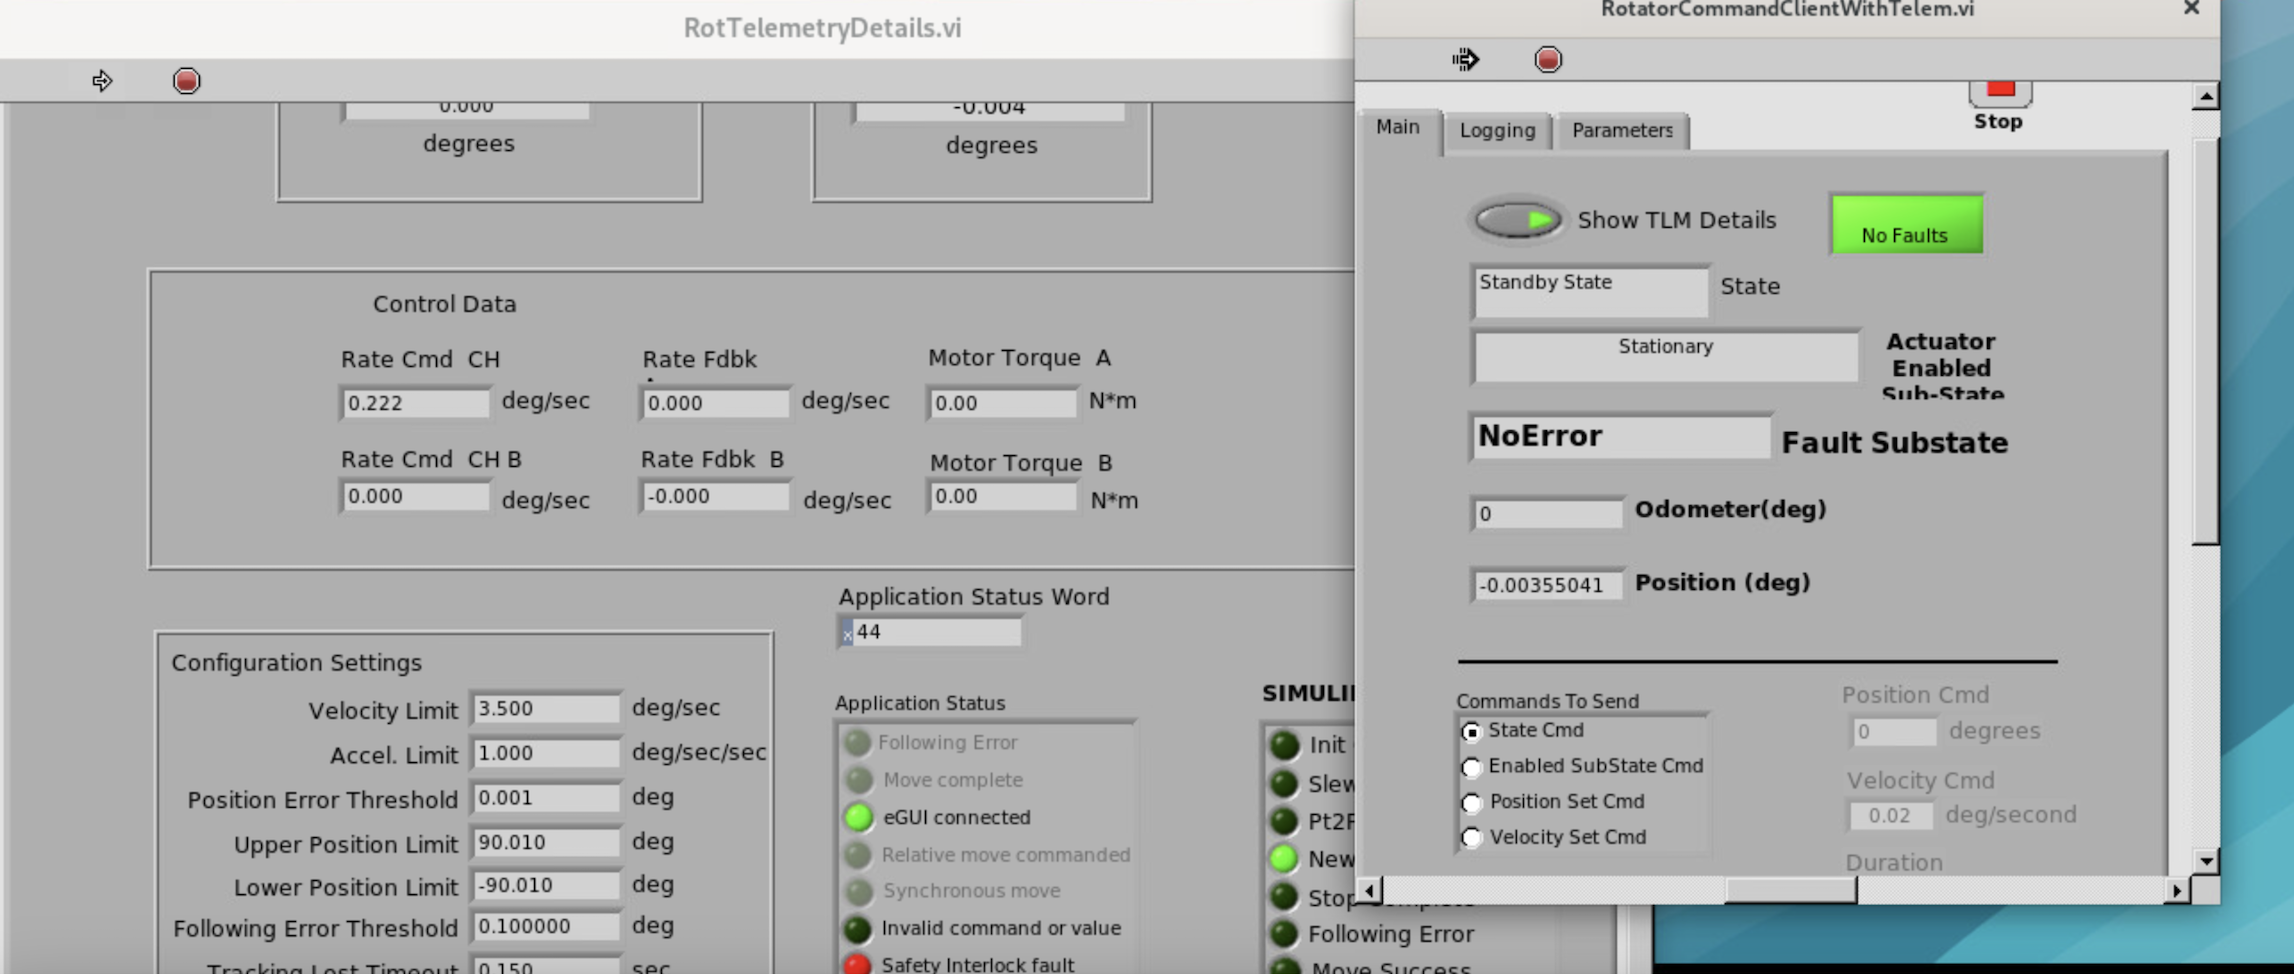 RotTelemetryDetails.vi
0.000
degrees
-0.004
degrees
Control Data
Rate Cmd CH
0.222 deg/sec
Rate Fdbk
0.000 deg/sec
Motor Torque A
0.00 N*m
Rate Cmd CH B
0.000 deg/sec
Rate Fdbk B
-0.000 deg/sec
Motor Torque B
0.00 N*m
Application Status Word
x 44
Configuration Settings
Velocity Limit 3.500 deg/sec
Accel. Limit 1.000 deg/sec/sec
Position Error Threshold 0.001 deg
Upper Position Limit 90.010 deg
Lower Position Limit -90.010 deg
Following Error Threshold 0.100000 deg
Tracking Lost Timeout 0.150 sec
Application Status
Following Error
Move complete
eGUI connected
Relative move commanded
Synchronous move
Invalid command or value
Safety Interlock fault
Init
Slew
New
Stop Complete
Following Error
Move Success
RotatorCommandClientWithTelem.vi
Stop
Main Logging Parameters
Show TLM Details
No Faults
Standby State State
Stationary
Actuator
Enabled
Sub-State
NoError Fault Substate
0 Odometer(deg)
-0.00355041 Position (deg)
Commands To Send
State Cmd
Enabled SubState Cmd
Position Set Cmd
Velocity Set Cmd
Position Cmd
0 degrees
Velocity Cmd
0.02 deg/second
Duration